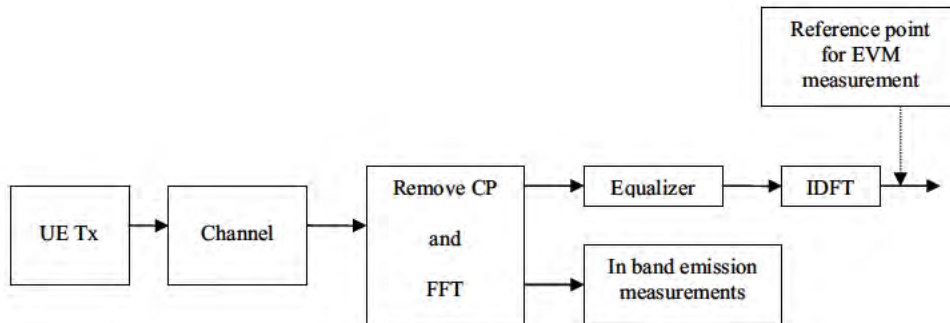 Reference point
for EVM
measurement
Remove CP
and
FFT
Equalizer
IDFT
UE Tx
Channel
In band emission
measurements